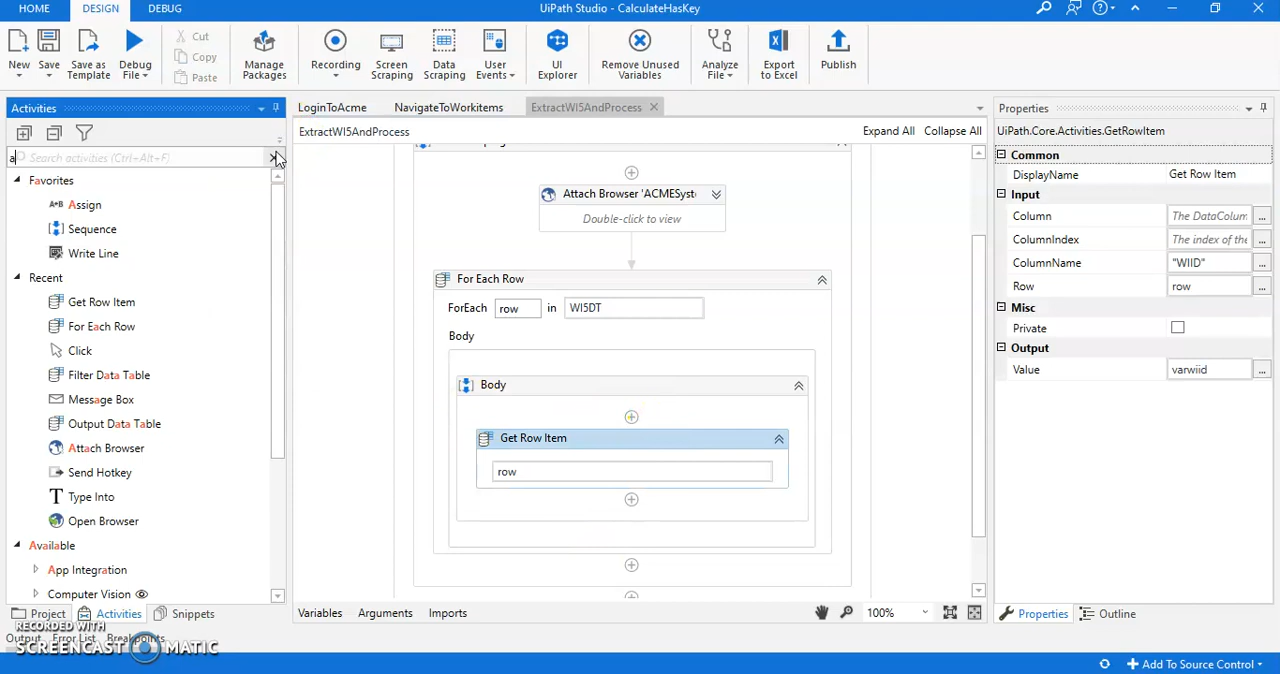 HOME DESIGN DEBUG UiPath Studio - CalculateHasKey
New Save Save as Template Debug File Cut Copy Paste Manage Packages Recording Screen Scraping Data Scraping User Events UI Explorer Remove Unused Variables Analyze File Export to Excel Publish
Activities
LoginToAcme NavigateToWorkitems ExtractWI5AndProcess
Properties
ExtractWI5AndProcess Expand All Collapse All
UiPath.Core.Activities.GetRowItem
a Search activities (Ctrl+Alt+F)
Favorites
Assign
Sequence
Write Line
Recent
Get Row Item
For Each Row
Click
Filter Data Table
Message Box
Output Data Table
Attach Browser
Send Hotkey
Type Into
Open Browser
Available
App Integration
Computer Vision
Attach Browser 'ACMESyst
Double-click to view
For Each Row
ForEach row in WI5DT
Body
Body
Get Row Item
row
Common
DisplayName Get Row Item
Input
Column The DataColum
ColumnIndex The index of the
ColumnName "WIID"
Row row
Misc
Private
Output
Value varwiid
Project Activities Snippets
Variables Arguments Imports
100%
Properties Outline
Output Error List Breakpoints
RECORDED WITH
SCREENCAST MATIC
Add To Source Control